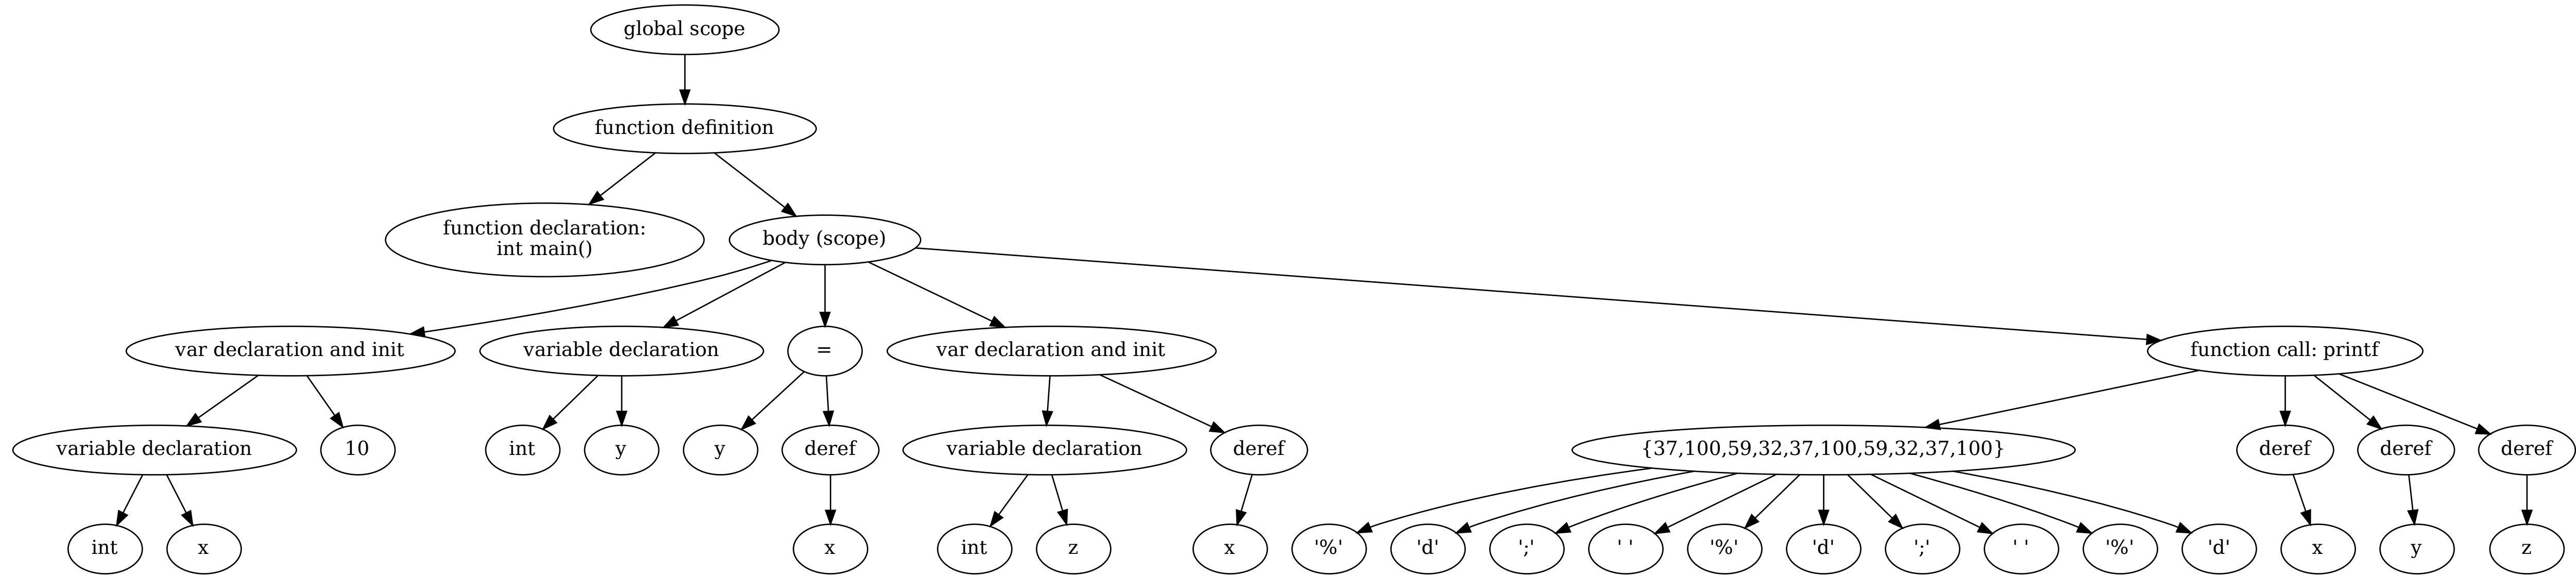 global scope
function definition
function declaration:
int main()
body (scope)
var declaration and init
variable declaration
=
var declaration and init
function call: printf
variable declaration
10
int
y
y
deref
variable declaration
deref
{37,100,59,32,37,100,59,32,37,100}
deref
deref
deref
int
x
x
int
z
x
'%'
'd'
';'
' '
'%'
'd'
';'
' '
'%'
'd'
x
y
z